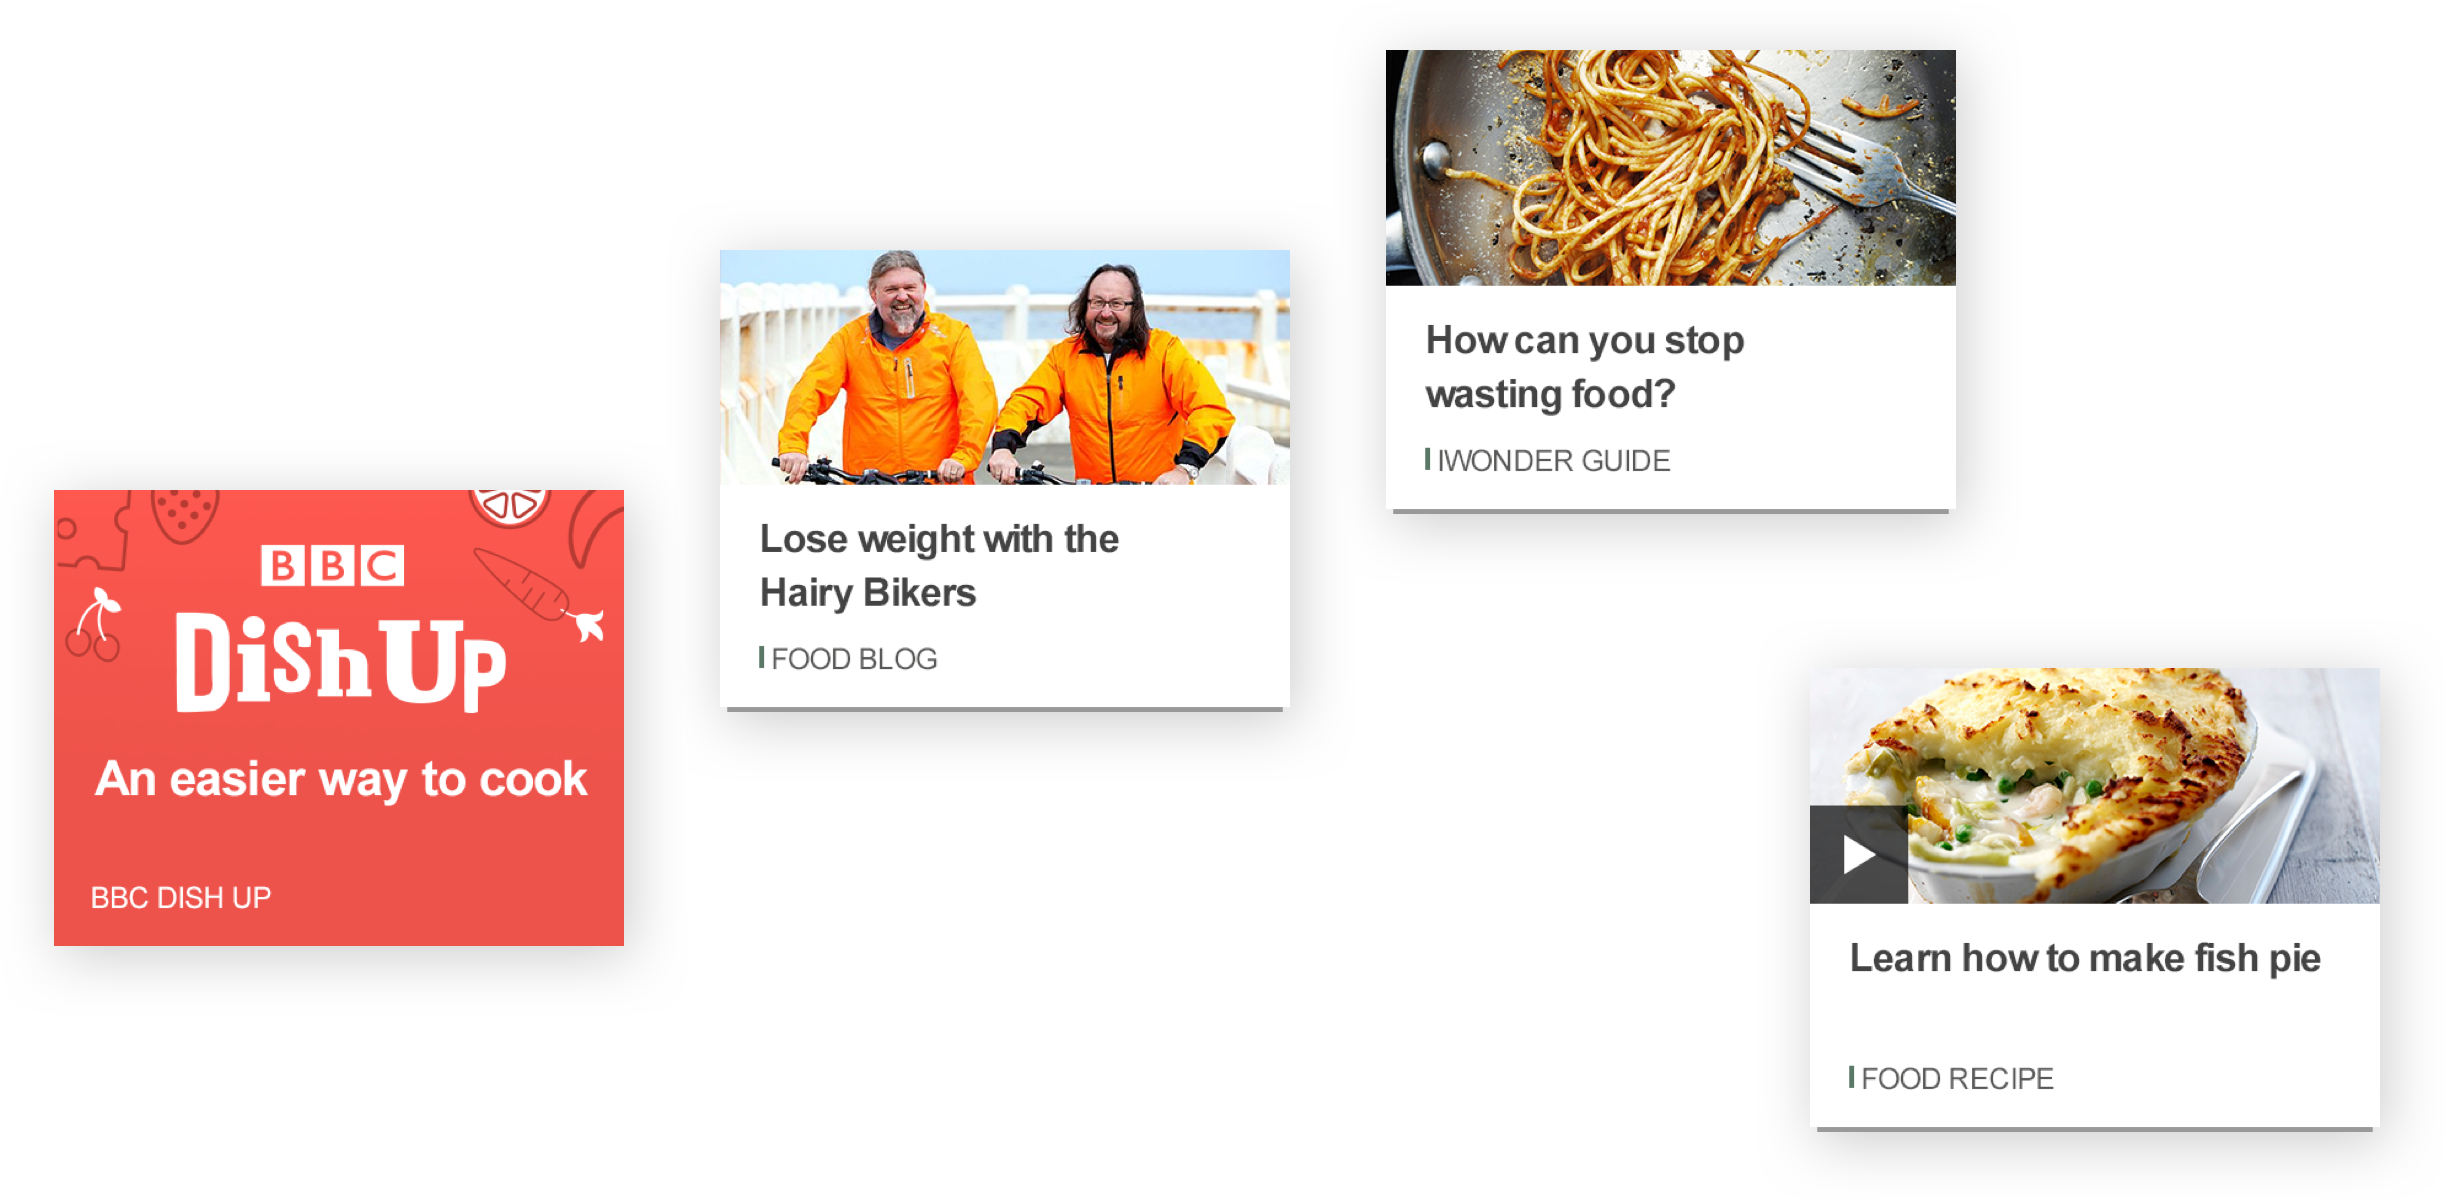 BBC
Dish Up
An easier way to cook
BBC DISH UP
Lose weight with the
Hairy Bikers
FOOD BLOG
How can you stop
wasting food?
IWONDER GUIDE
Learn how to make fish pie
FOOD RECIPE